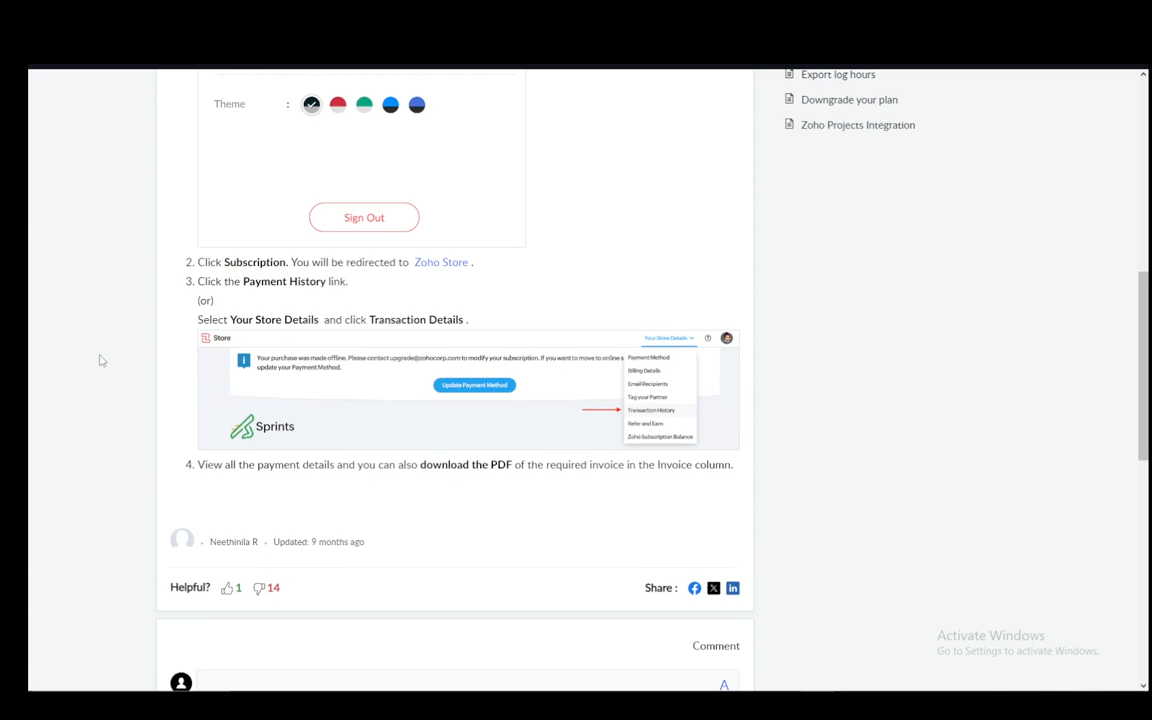 Export log hours
Downgrade your plan
Zoho Projects Integration
Theme :
Sign Out
2. Click Subscription. You will be redirected to Zoho Store .
3. Click the Payment History link.
(or)
Select Your Store Details and click Transaction Details .
Store
Your Store Details
Your purchase was made offline. Please contact upgrade@zohocorp.com to modify your subscription. If you want to move to online s
update your Payment Method.
Update Payment Method
Sprints
Payment Method
Billing Details
Email Recipients
Tag your Partner
Transaction History
Refer and Earn
Zoho Subscription Balance
4. View all the payment details and you can also download the PDF of the required invoice in the Invoice column.
Neethinila R • Updated: 9 months ago
Helpful? 1 14
Share :
Comment
A
Activate Windows
Go to Settings to activate Windows.